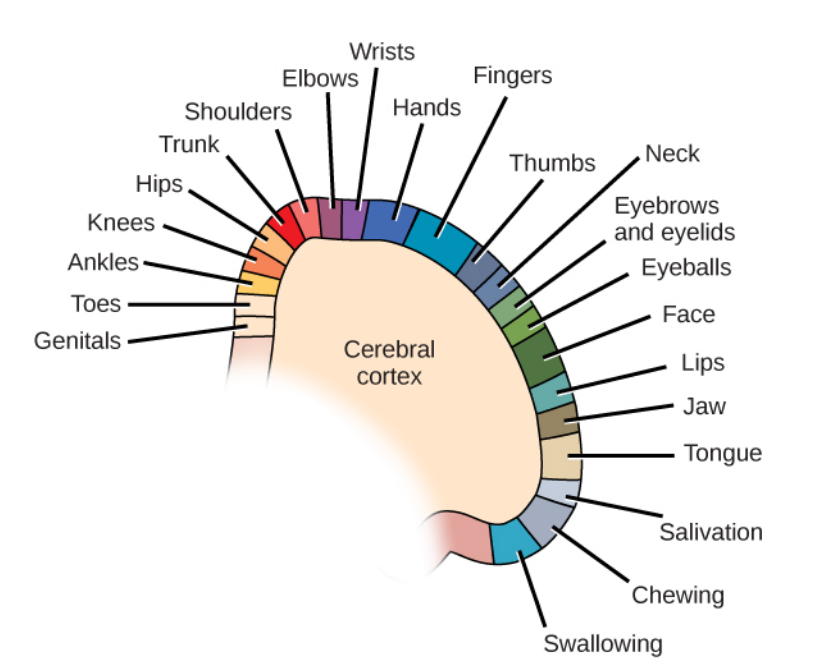 Wrists
Elbows
Fingers
Shoulders
Hands
Trunk
Thumbs
Neck
Hips
Eyebrows
and eyelids
Knees
Ankles
Eyeballs
Toes
Face
Genitals
Cerebral
cortex
Lips
Jaw
Tongue
Salivation
Chewing
Swallowing